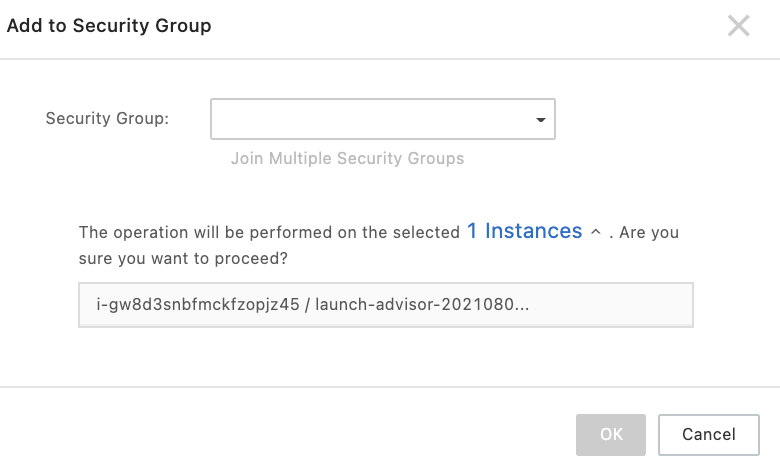 Add to Security Group
Security Group:
Join Multiple Security Groups
The operation will be performed on the selected 1 Instances . Are you
sure you want to proceed?
i-gw8d3snbfmckfzopjz45 / launch-advisor-2021080...
OK Cancel